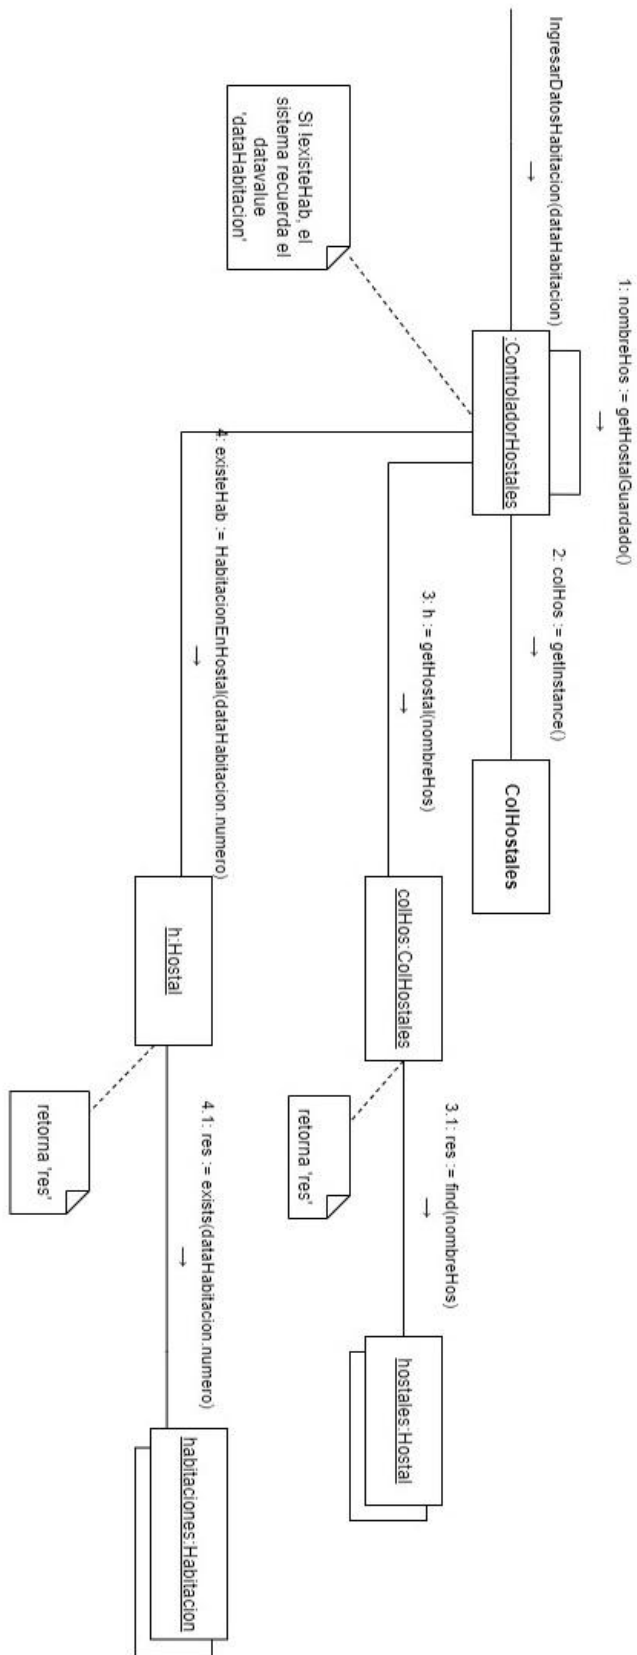 1: nombreHos := getHostalGuardado()
IngresarDatosHabitacion(dataHabitacion)
→
→
:ControladorHostales
2: colHos := getInstance()
→
ColHostales
Si !existeHab, el
sistema recuerda el
datavalue
'dataHabitacion'
3: h := getHostal(nombreHos)
→
colHos:ColHostales
3.1: res := find(nombreHos)
→
hostales:Hostal
retorna 'res'
4: existeHab := HabitacionEnHostal(dataHabitacion.numero)
→
h:Hostal
4.1: res := exists(dataHabitacion.numero)
→
habitaciones:Habitacion
retorna 'res'